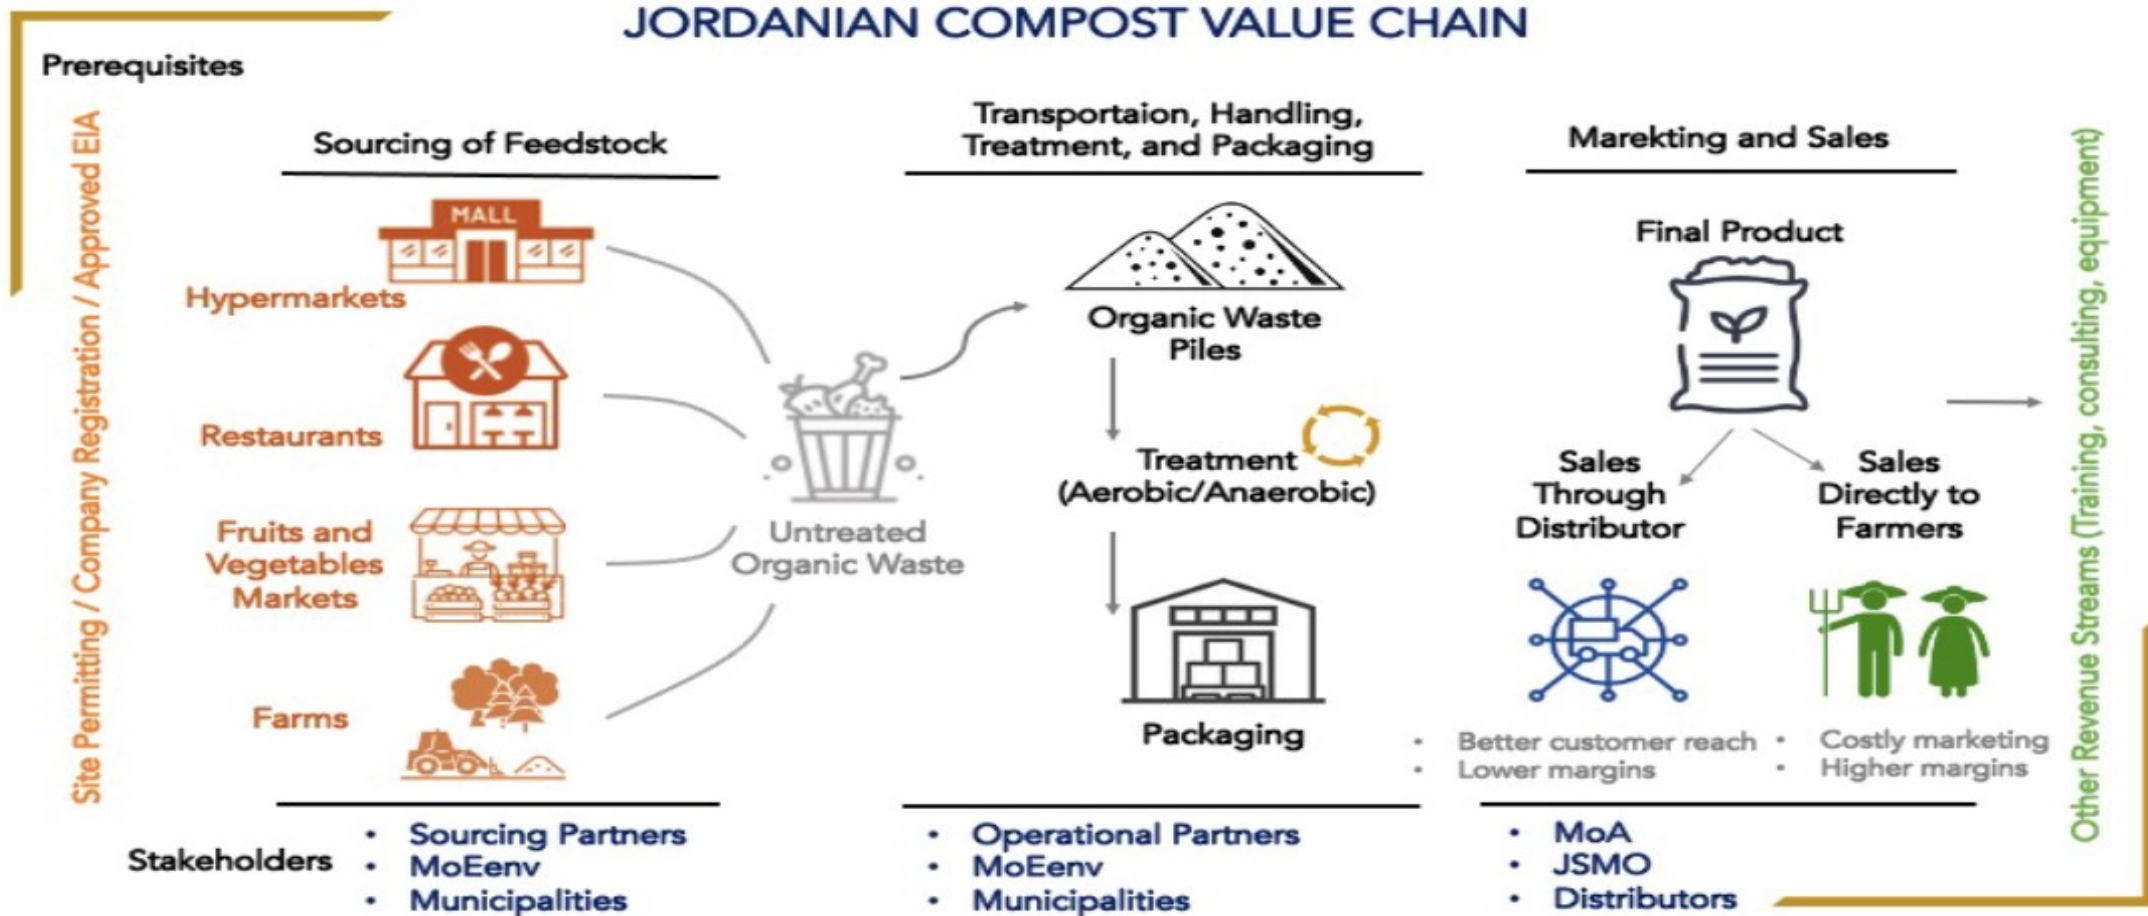 JORDANIAN COMPOST VALUE CHAIN
Prerequisites
Site Permitting / Company Registration / Approved EIA
Sourcing of Feedstock
MALL
Hypermarkets
Restaurants
Fruits and
Vegetables
Markets
Farms
Untreated
Organic Waste
Transportaion, Handling,
Treatment, and Packaging
Organic Waste
Piles
Treatment
(Aerobic/Anaerobic)
Packaging
Marekting and Sales
Final Product
Sales
Through
Distributor
• Better customer reach
• Lower margins
Sales
Directly to
Farmers
• Costly marketing
• Higher margins
Other Revenue Streams (Training, consulting, equipment)
Stakeholders
• Sourcing Partners
• MoEenv
• Municipalities
• Operational Partners
• MoEenv
• Municipalities
• MoA
• JSMO
• Distributors